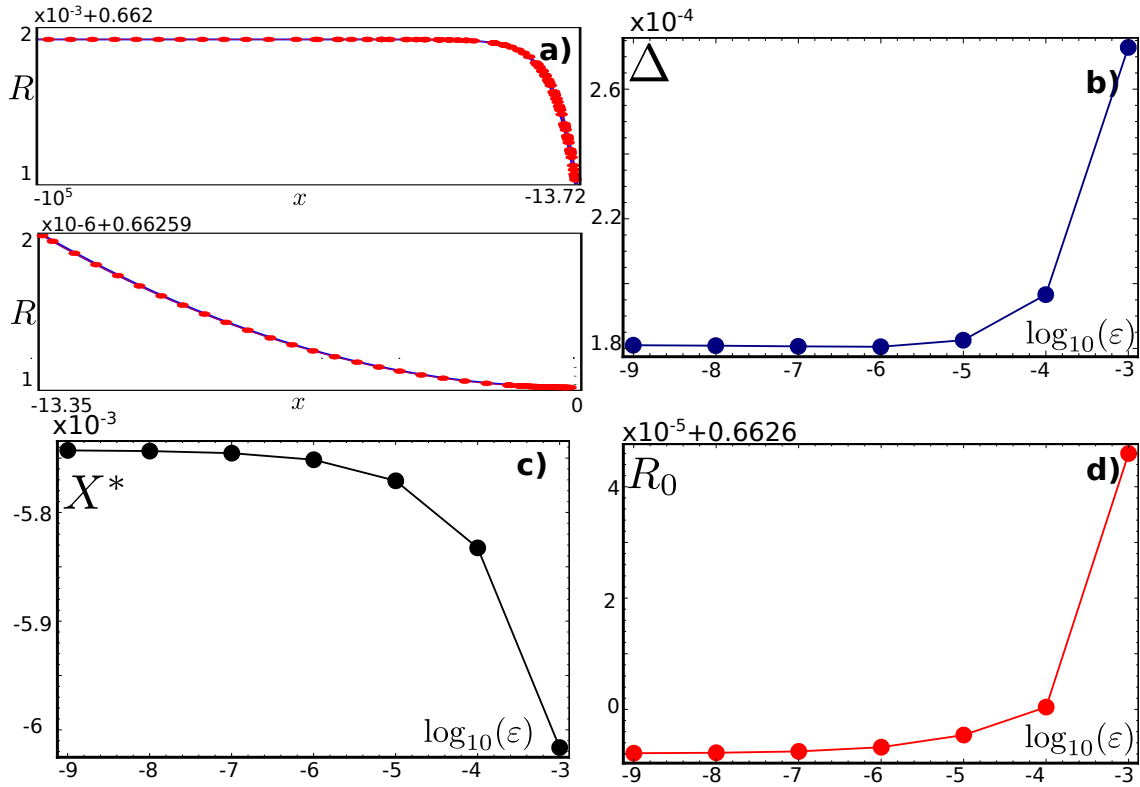 x10⁻³+0.662
2
a)
R
1
-10⁵
x
-13.72
x10-6+0.66259
2
R
1
-13.35
x
0
x10⁻⁴
Δ
b)
2.6
2.2
1.8
log₁₀(ε)
-9 -8 -7 -6 -5 -4 -3
x10⁻³
c)
X*
-5.8
-5.9
-6
log₁₀(ε)
-9 -8 -7 -6 -5 -4 -3
x10⁻⁵+0.6626
4
R₀
d)
2
0
log₁₀(ε)
-9 -8 -7 -6 -5 -4 -3